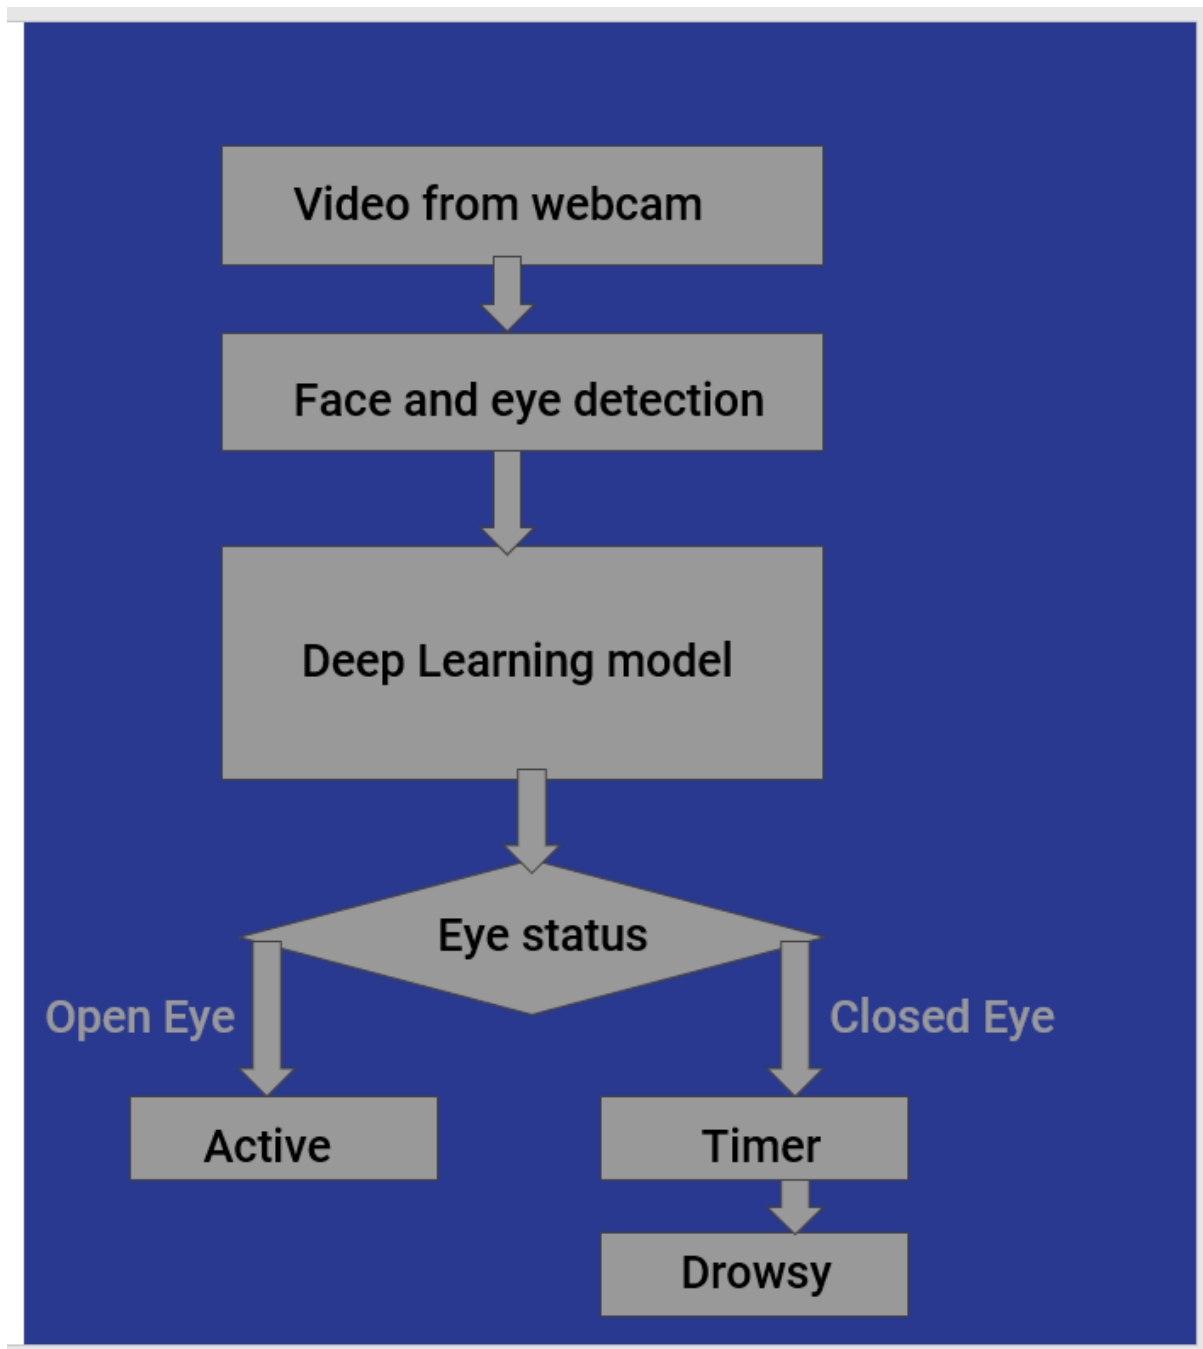 Video from webcam
Face and eye detection
Deep Learning model
Eye status
Open Eye
Closed Eye
Active
Timer
Drowsy